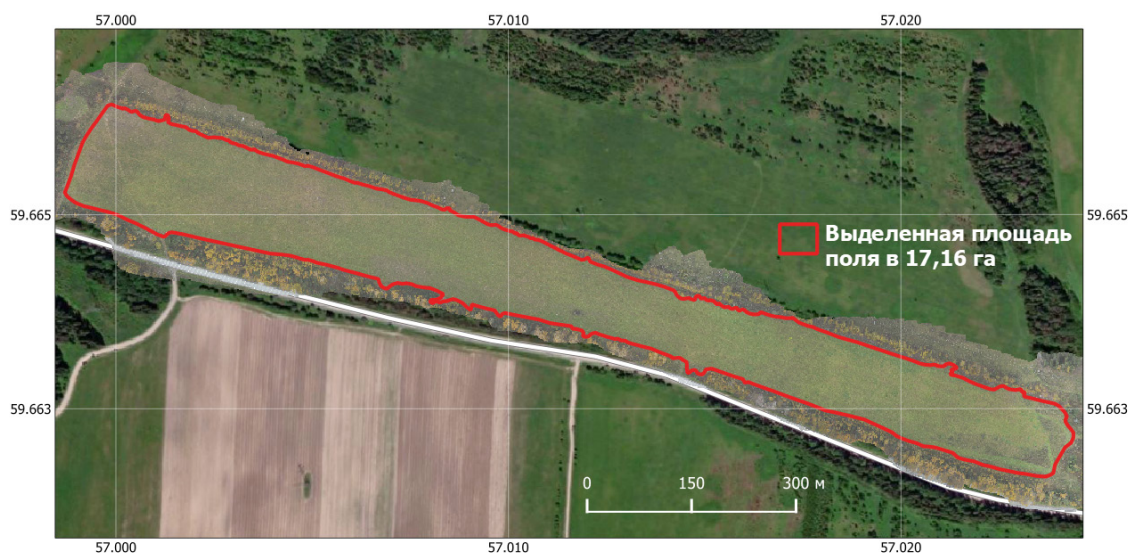 57.000 57.010 57.020
59.665 59.665
Выделенная площадь
поля в 17,16 га
59.663 59.663
0 150 300 м
57.000 57.010 57.020